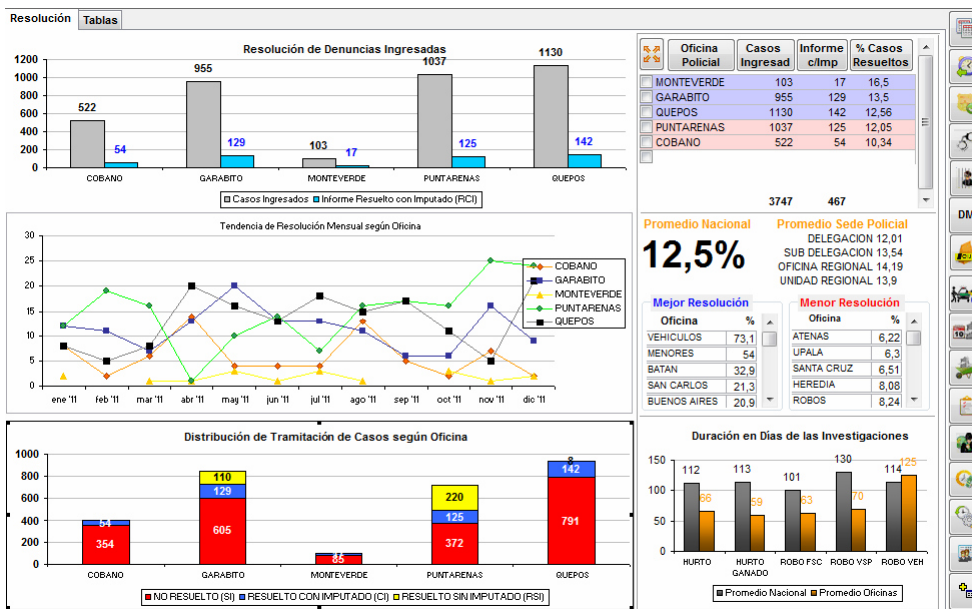 Resolución Tablas
Resolución de Denuncias Ingresadas
1200
1000
800
600
400
200
0
522 54
955 129
103 17
1037 125
1130 142
COBANO GARABITO MONTEVERDE PUNTARENAS QUEPOS
Casos Ingresados Informe Resuelto con Imputado (RCI)
Oficina Policial Casos Ingresad Informe c/Imp % Casos Resueltos
MONTEVERDE 103 17 16,5
GARABITO 955 129 13,5
QUEPOS 1130 142 12,56
PUNTARENAS 1037 125 12,05
COBANO 522 54 10,34
3747 467
Tendencia de Resolución Mensual según Oficina
30
25
20
15
10
5
0
ene '11 feb '11 mar '11 abr '11 may '11 jun '11 jul '11 ago '11 sep '11 oct '11 nov '11 dic '11
COBANO
GARABITO
MONTEVERDE
PUNTARENAS
QUEPOS
Promedio Nacional
12,5%
Promedio Sede Policial
DELEGACION 12,01
SUB DELEGACION 13,54
OFICINA REGIONAL 14,19
UNIDAD REGIONAL 13,9
Mejor Resolución
Oficina %
VEHICULOS 73,1
MENORES 54
BATAN 32,9
SAN CARLOS 21,3
BUENOS AIRES 20,9
Menor Resolución
Oficina %
ATENAS 6,22
UPALA 6,3
SANTA CRUZ 6,51
HEREDIA 8,08
ROBOS 8,24
Distribución de Tramitación de Casos según Oficina
1000
800
600
400
200
0
54
354
110
129
605
85
220
125
372
8
142
791
COBANO GARABITO MONTEVERDE PUNTARENAS QUEPOS
NO RESUELTO (SI) RESUELTO CON IMPUTADO (CI) RESUELTO SIN IMPUTADO (RSI)
Duración en Días de las Investigaciones
150
100
50
0
112 66
113 59
101 63
130 70
114 125
HURTO HURTO GANADO ROBO FSC ROBO VSP ROBO VEH
Promedio Nacional Promedio Oficinas
DM